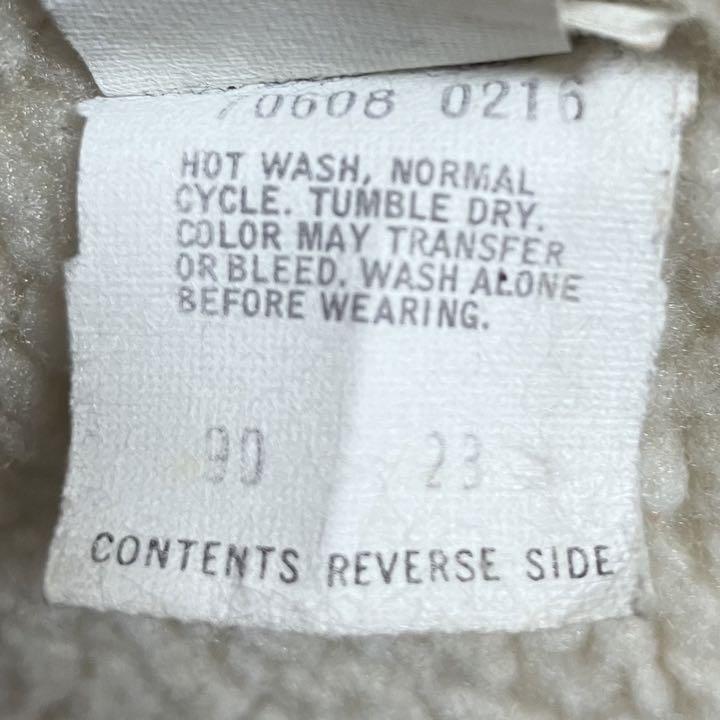 70608 0216
HOT WASH, NORMAL
CYCLE. TUMBLE DRY.
COLOR MAY TRANSFER
OR BLEED. WASH ALONE
BEFORE WEARING.
90 23
CONTENTS REVERSE SIDE